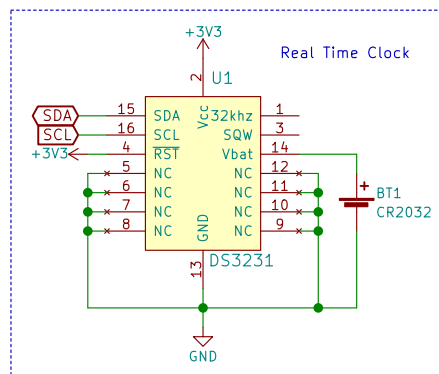 +3V3
Real Time Clock
2
U1
SDA 15 SDA Vcc 32khz 1
SCL 16 SCL SQW 3
+3V3 4 RST Vbat 14
5 NC NC 12
6 NC NC 11
7 NC NC 10
8 NC GND NC 9
+
BT1
CR2032
DS3231
13
GND